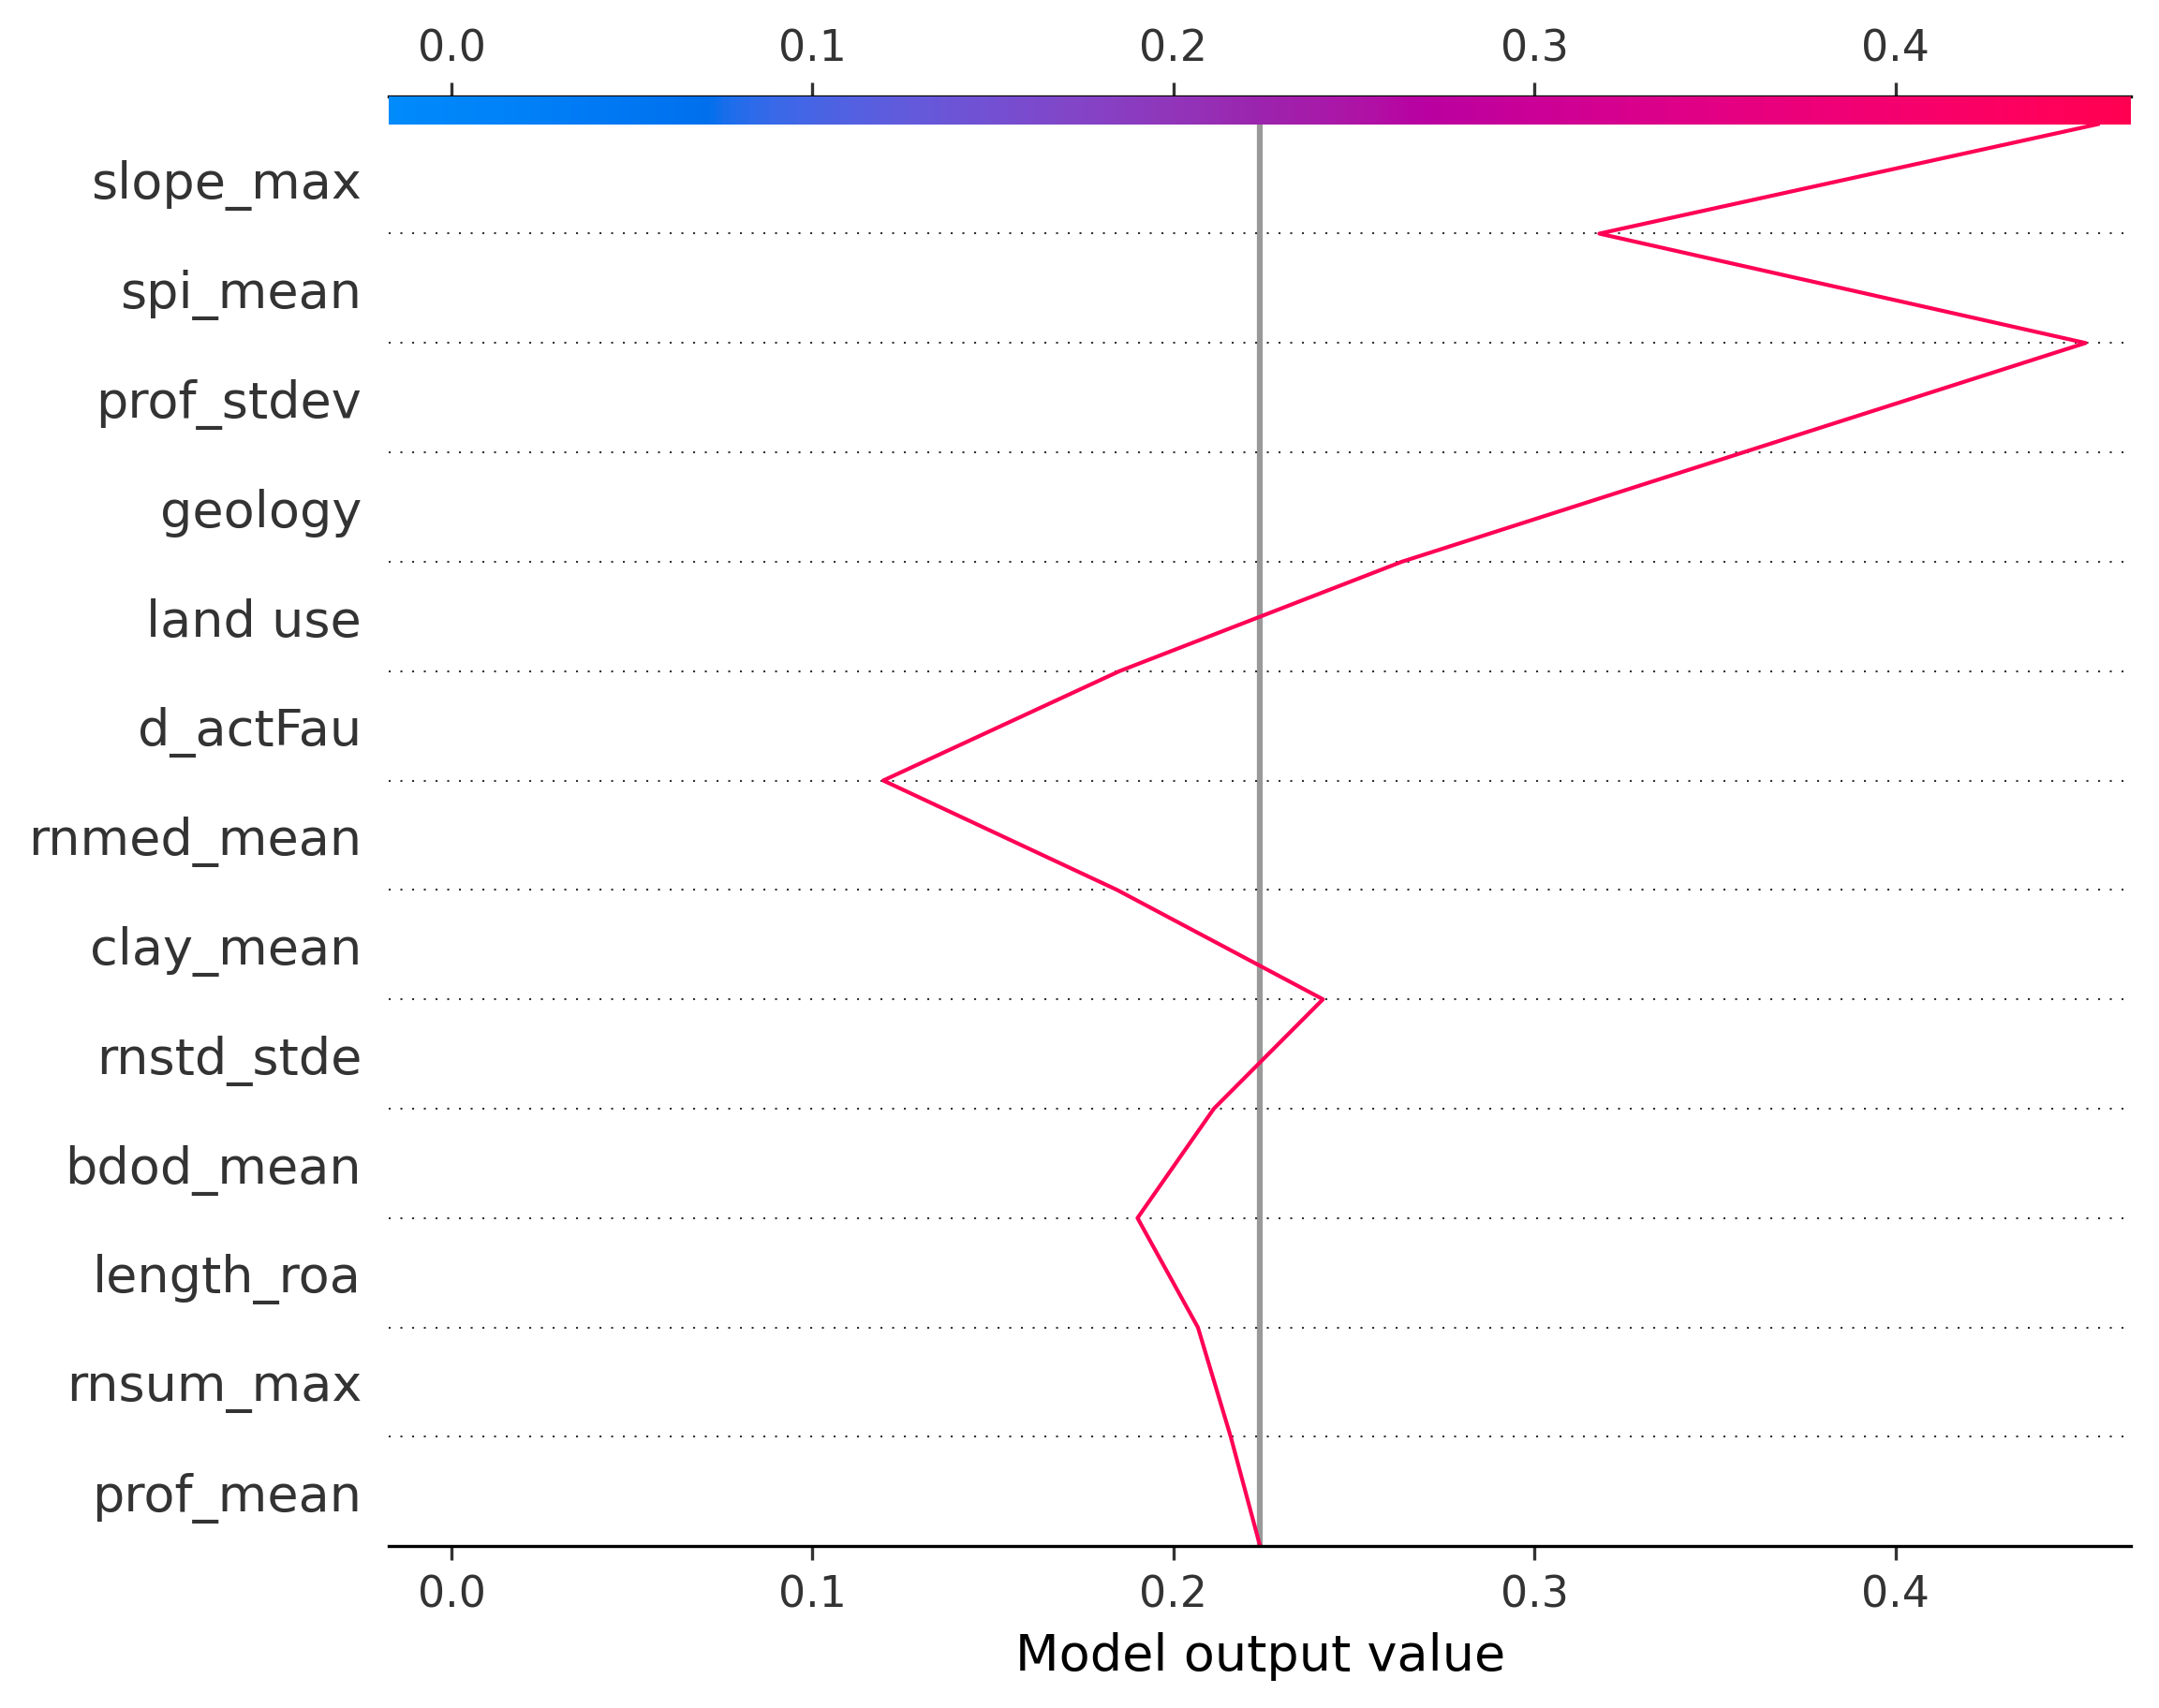 0.0 0.1 0.2 0.3 0.4
slope_max
spi_mean
prof_stdev
geology
land use
d_actFau
rnmed_mean
clay_mean
rnstd_stde
bdod_mean
length_roa
rnsum_max
prof_mean
0.0 0.1 0.2 0.3 0.4
Model output value